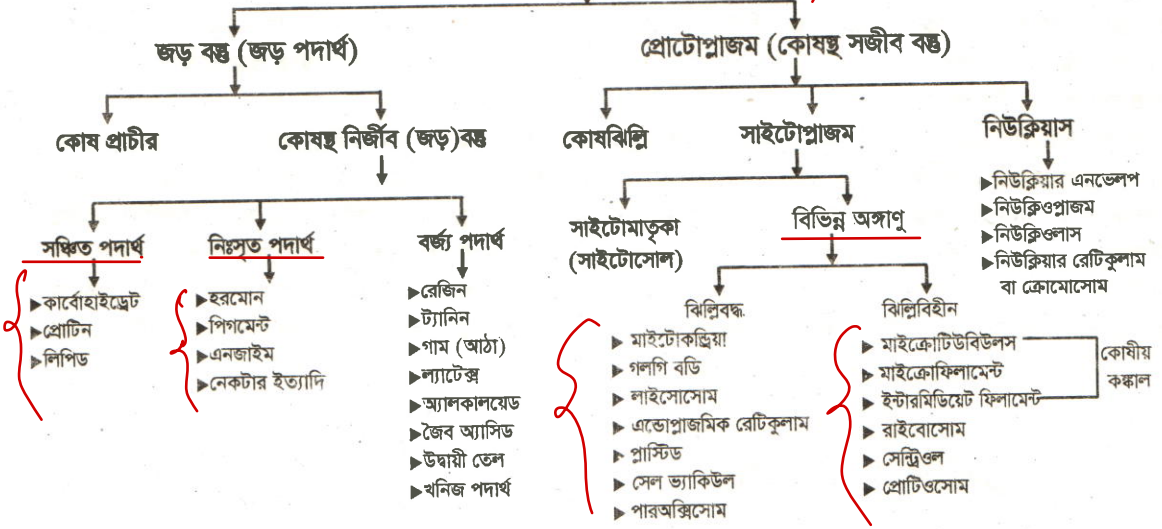 জড় বস্তু (জড় পদার্থ)
প্রোটোপ্লাজম (কোষস্থ সজীব বস্তু)
কোষ প্রাচীর
কোষস্থ নির্জীব (জড়)বস্তু
কোষঝিল্লি
সাইটোপ্লাজম
নিউক্লিয়াস
▶নিউক্লিয়ার এনভেলপ
▶নিউক্লিওপ্লাজম
▶নিউক্লিওলাস
▶নিউক্লিয়ার রেটিকুলাম
বা ক্রোমোসোম
সঞ্চিত পদার্থ
নিঃসৃত পদার্থ
বর্জ্য পদার্থ
সাইটোমাতৃকা
(সাইটোসোল)
বিভিন্ন অঙ্গাণু
▶কার্বোহাইড্রেট
▶প্রোটিন
▶লিপিড
▶হরমোন
▶পিগমেন্ট
▶এনজাইম
▶নেকটার ইত্যাদি
▶রেজিন
▶ট্যানিন
▶গাম (আঠা)
▶ল্যাটেক্স
▶অ্যালকালয়েড
▶জৈব অ্যাসিড
▶উদ্বায়ী তেল
▶খনিজ পদার্থ
ঝিল্লিবদ্ধ
▶ মাইটোকন্ড্রিয়া
▶ গলগি বডি
▶ লাইসোসোম
▶ এন্ডোপ্লাজমিক রেটিকুলাম
▶ প্লাস্টিড
▶ সেল ভ্যাকিউল
▶ পারঅক্সিসোম
ঝিল্লিবিহীন
▶ মাইক্রোটিউবিউলস
▶ মাইক্রোফিলামেন্ট
▶ ইন্টারমিডিয়েট ফিলামেন্ট
▶ রাইবোসোম
▶ সেন্ট্রিওল
▶ প্রোটিওসোম
কোষীয়
কঙ্কাল